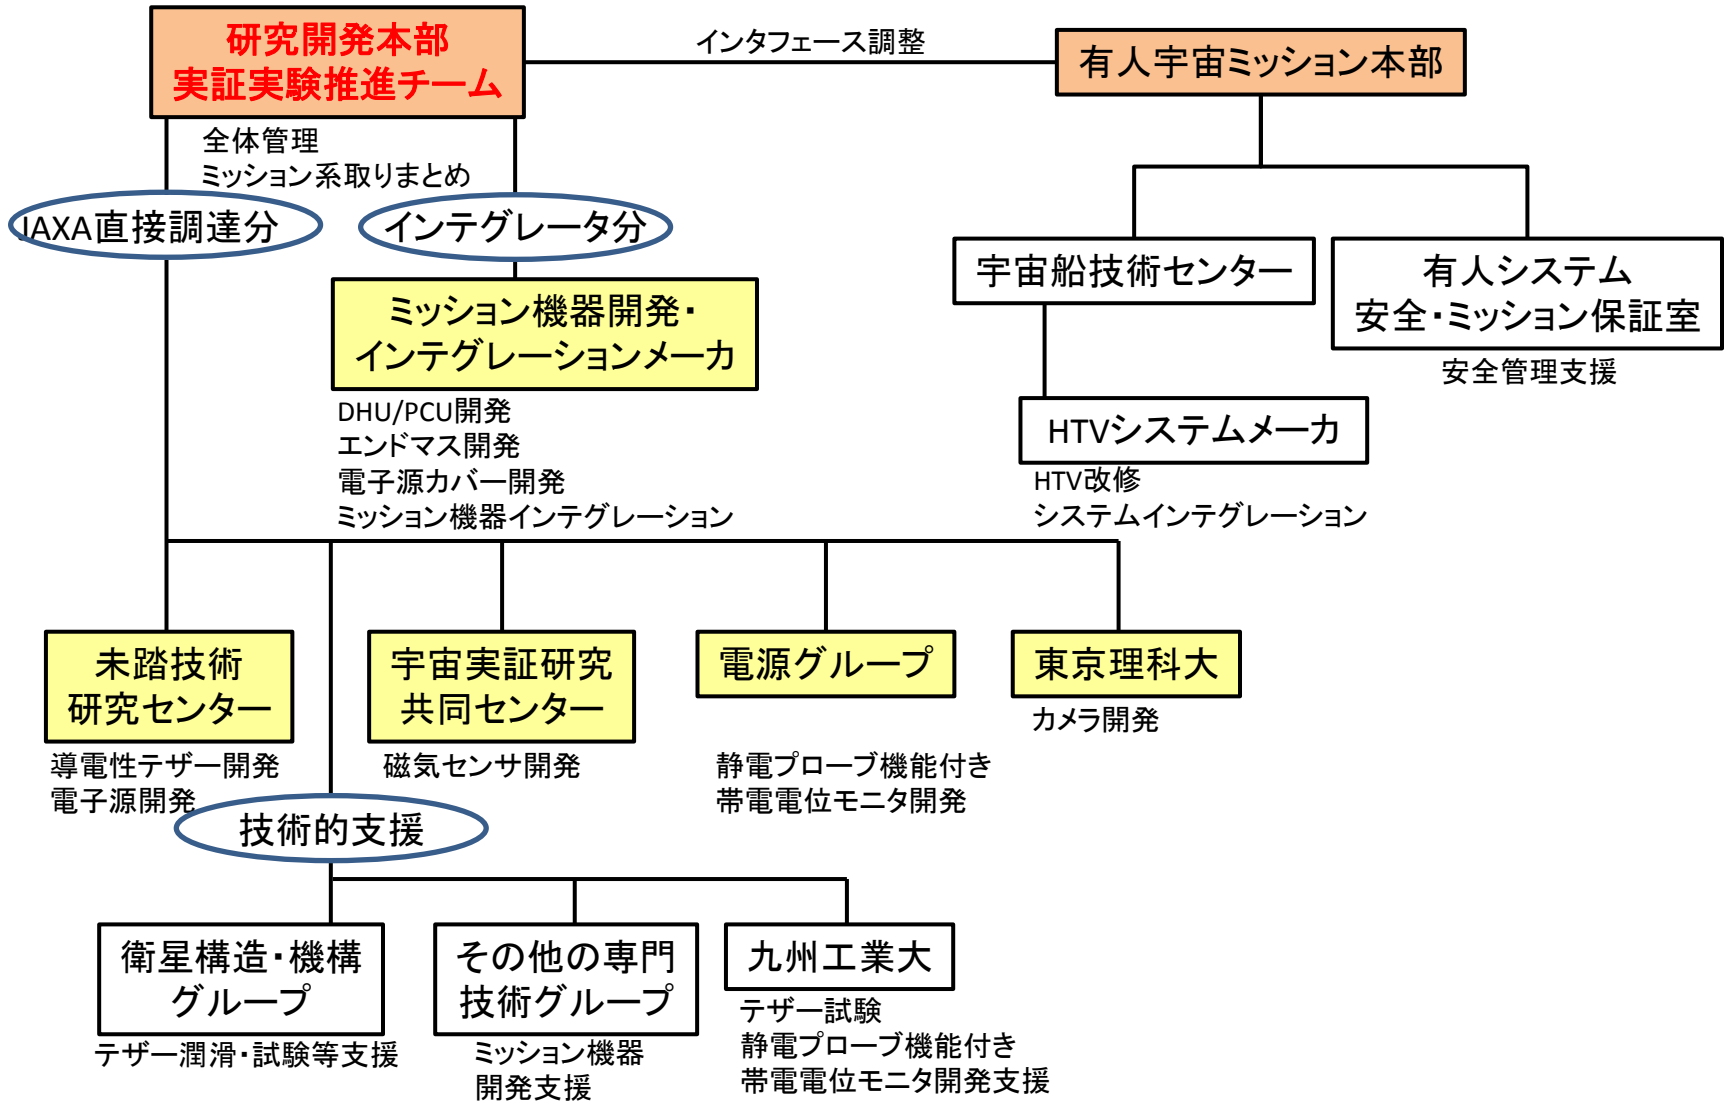 研究開発本部
実証実験推進チーム
インタフェース調整
有人宇宙ミッション本部
全体管理
ミッション系取りまとめ
JAXA直接調達分
インテグレータ分
ミッション機器開発・
インテグレーションメーカ
DHU/PCU開発
エンドマス開発
電子源カバー開発
ミッション機器インテグレーション
宇宙船技術センター
有人システム
安全・ミッション保証室
安全管理支援
HTVシステムメーカ
HTV改修
システムインテグレーション
未踏技術
研究センター
導電性テザー開発
電子源開発
宇宙実証研究
共同センター
磁気センサ開発
電源グループ
静電プローブ機能付き
帯電電位モニタ開発
東京理科大
カメラ開発
技術的支援
衛星構造・機構
グループ
テザー潤滑・試験等支援
その他の専門
技術グループ
ミッション機器
開発支援
九州工業大
テザー試験
静電プローブ機能付き
帯電電位モニタ開発支援